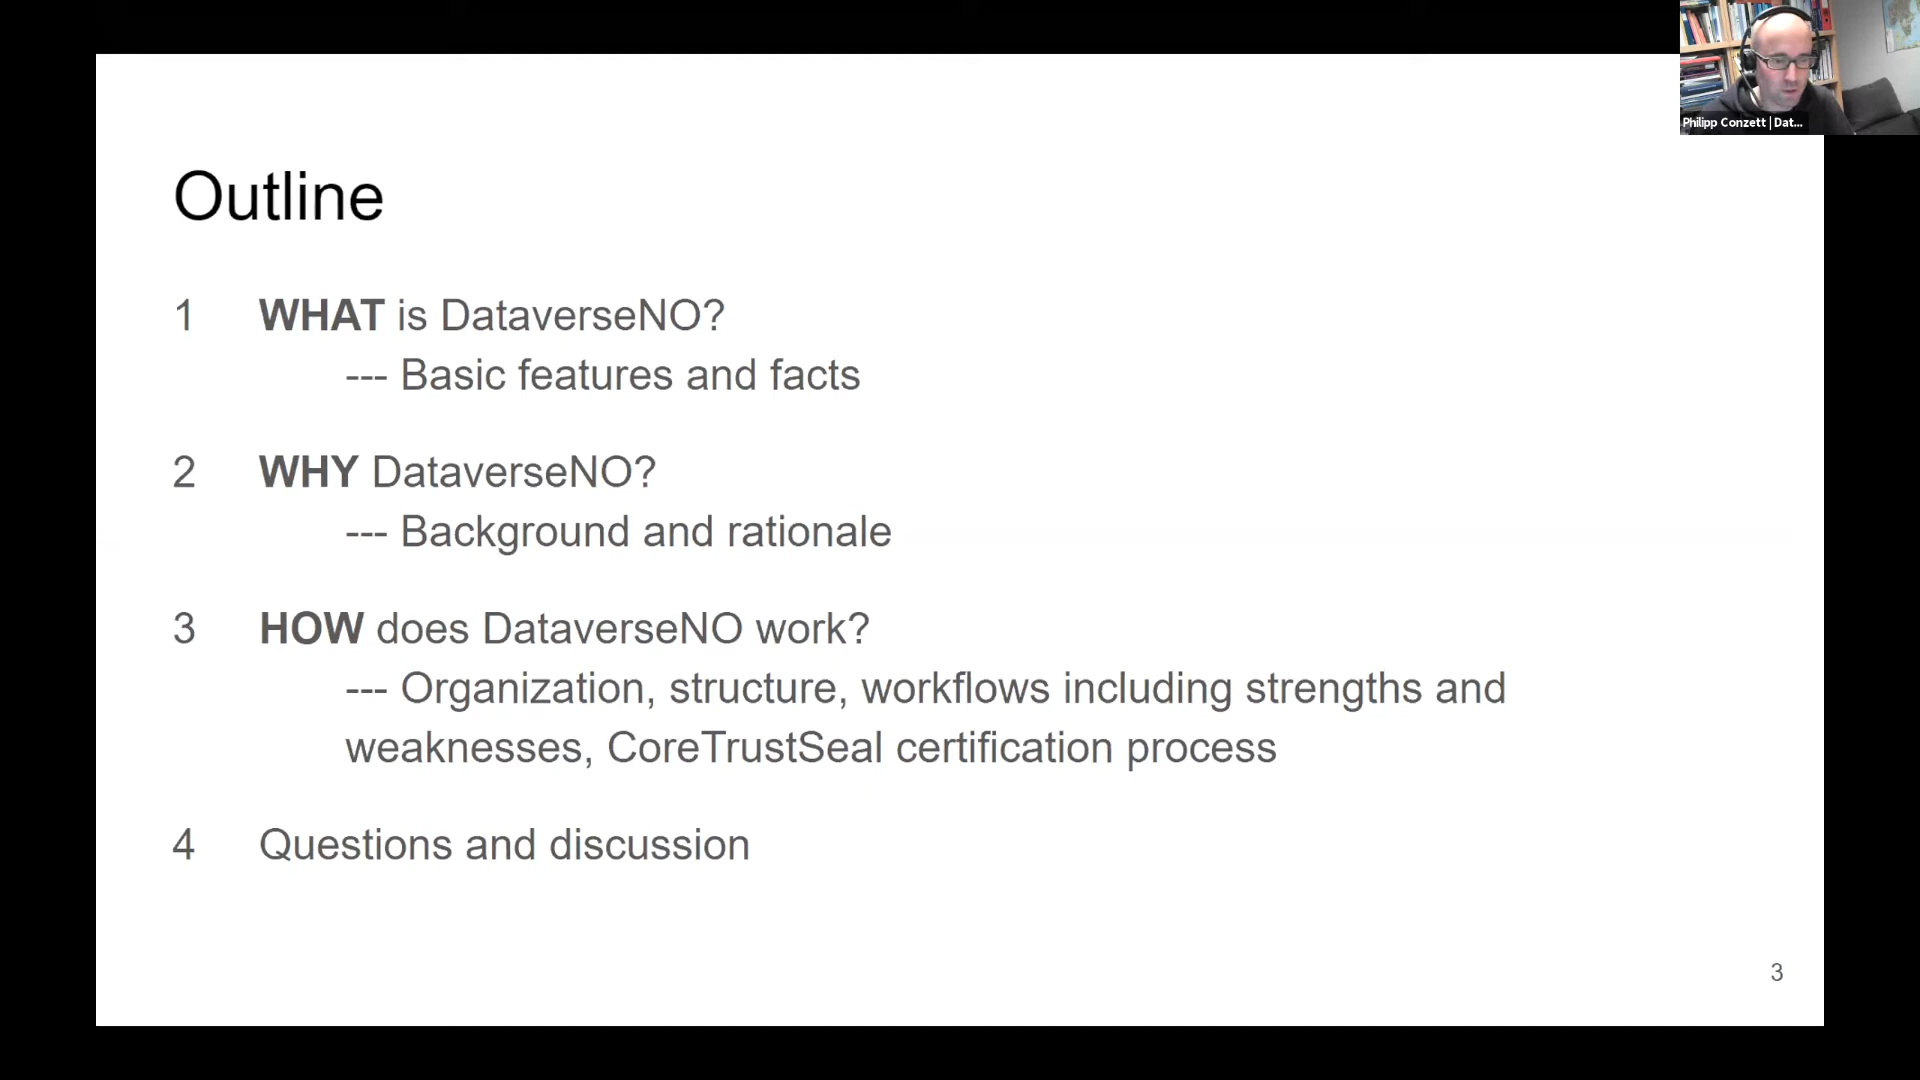 Philipp Conzett | Dat...
Outline
1 WHAT is DataverseNO?
--- Basic features and facts
2 WHY DataverseNO?
--- Background and rationale
3 HOW does DataverseNO work?
--- Organization, structure, workflows including strengths and
weaknesses, CoreTrustSeal certification process
4 Questions and discussion
3